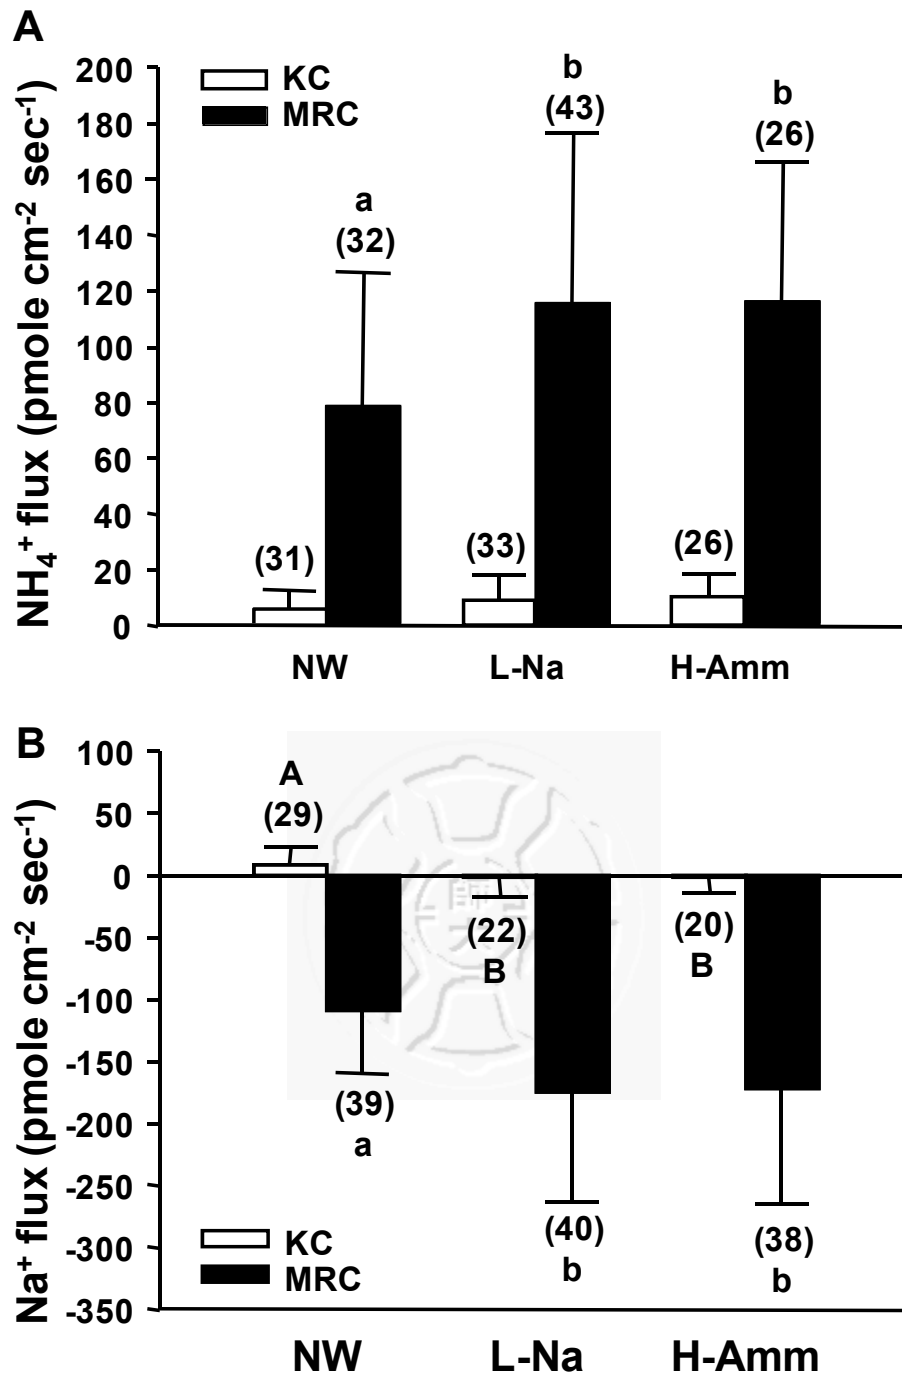 A
NH₄⁺ flux (pmole cm⁻² sec⁻¹)
200
180
160
140
120
100
80
60
40
20
0
KC
MRC
(31)
a
(32)
(33)
b
(43)
(26)
b
(26)
NW L-Na H-Amm
B
Na⁺ flux (pmole cm⁻² sec⁻¹)
100
50
0
-50
-100
-150
-200
-250
-300
-350
A
(29)
(39)
a
(22)
B
(40)
b
(20)
B
(38)
b
KC
MRC
NW L-Na H-Amm